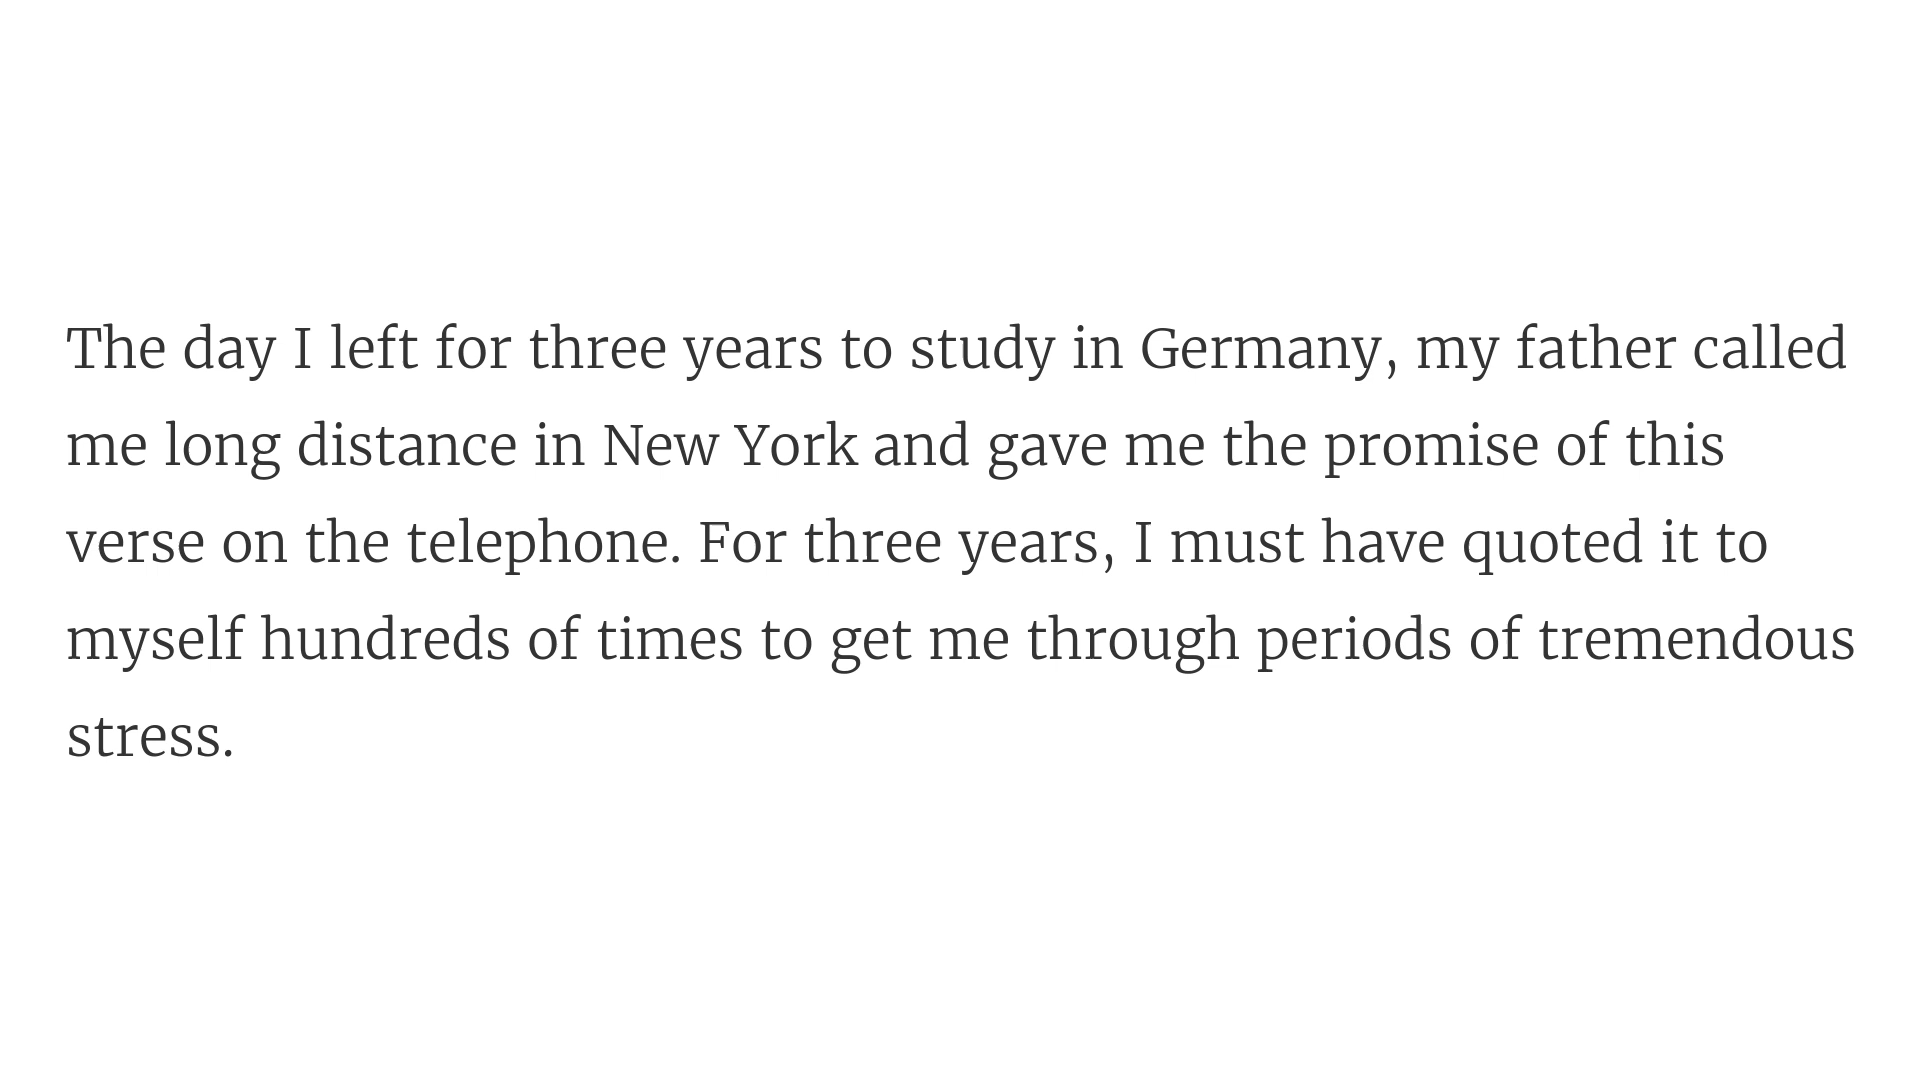 The day I left for three years to study in Germany, my father called
me long distance in New York and gave me the promise of this
verse on the telephone. For three years, I must have quoted it to
myself hundreds of times to get me through periods of tremendous
stress.